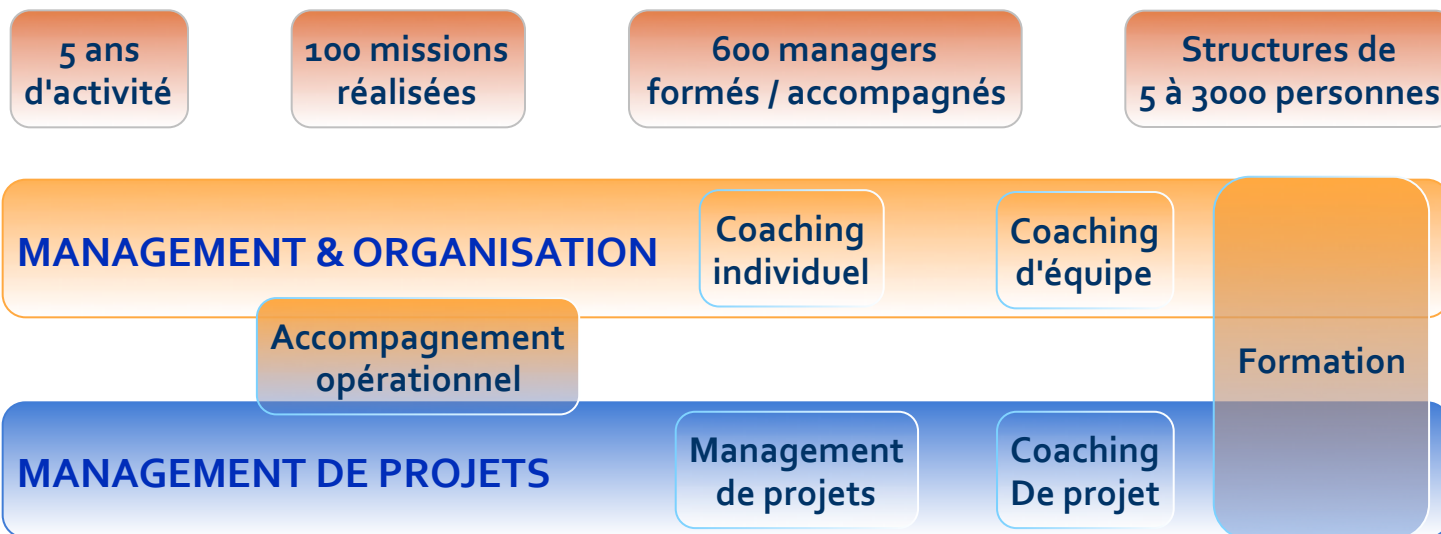 5 ans
d'activité
100 missions
réalisées
600 managers
formés / accompagnés
Structures de
5 à 3000 personnes
MANAGEMENT & ORGANISATION
Coaching
individuel
Coaching
d'équipe
Accompagnement
opérationnel
Formation
MANAGEMENT DE PROJETS
Management
de projets
Coaching
De projet